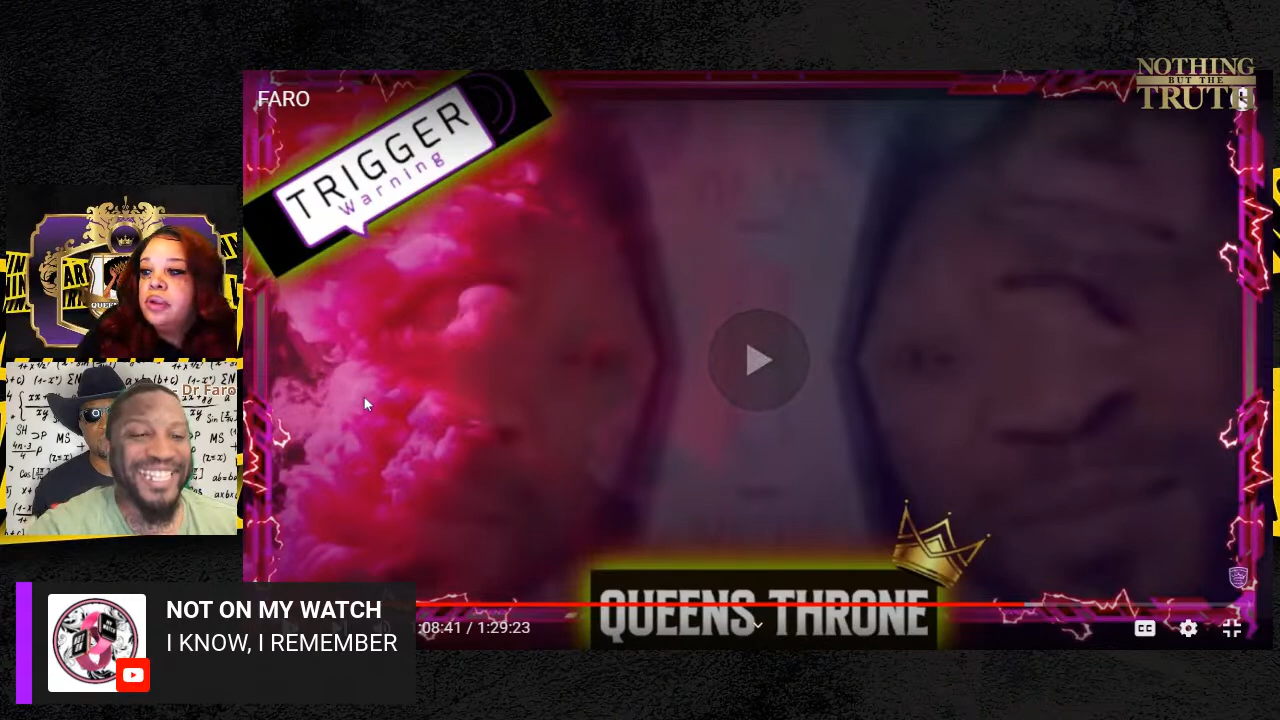 NOTHING
BUT THE
TRUTH
FARO
TRIGGER
Warning
- Dr. Faro
QUEENS THRONE
:08:41 / 1:29:23
CC
NOT ON MY WATCH
I KNOW, I REMEMBER